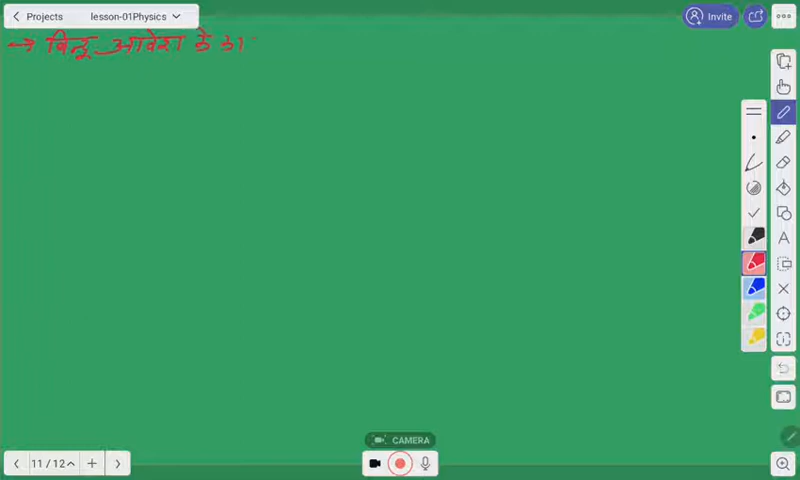 Projects lesson-01Physics Invite
→ बिन्दु आवेश के का
CAMERA
11 / 12